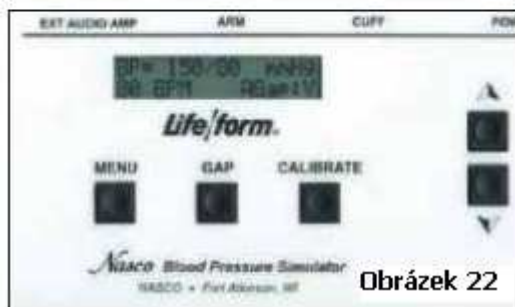 EXT AUDIO AMP ARM CUFF
BP= 150/80 mmHg
80 BPM AGap:V
Life/form®
MENU GAP CALIBRATE
Nasco Blood Pressure Simulator
NASCO • Fort Atkinson, WI
Obrázek 22